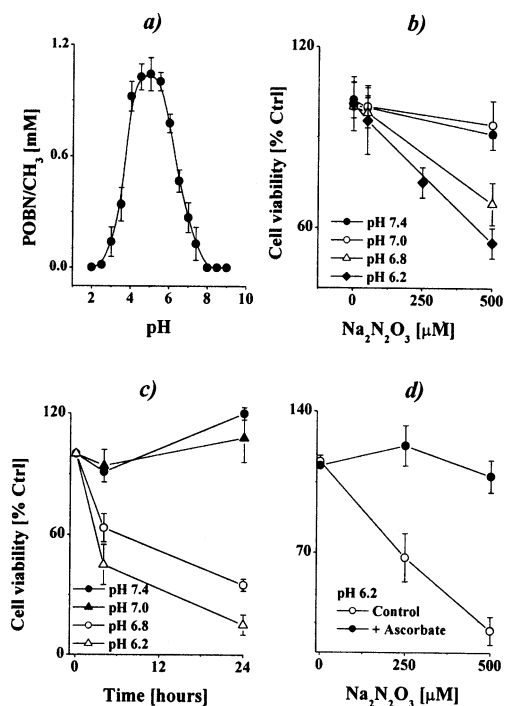 a)
1.2
0.6
0.0
POBN/CH₃ [mM]
0 2 4 6 8 10
pH
b)
120
60
Cell viability [% Ctrl]
pH 7.4
pH 7.0
pH 6.8
pH 6.2
0 250 500
Na₂N₂O₃ [μM]
c)
120
60
0
Cell viability [% Ctrl]
pH 7.4
pH 7.0
pH 6.8
pH 6.2
0 12 24
Time [hours]
d)
140
70
pH 6.2
Control
+ Ascorbate
0 250 500
Na₂N₂O₃ [μM]